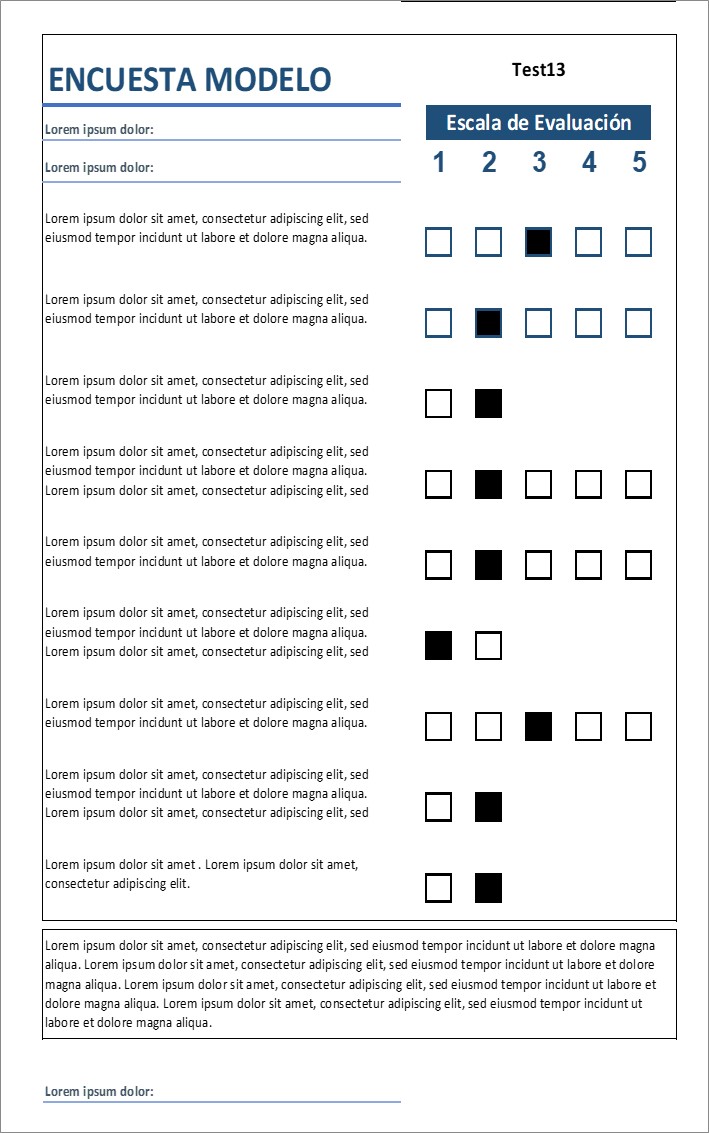 Test13
ENCUESTA MODELO
Escala de Evaluación
Lorem ipsum dolor:
1 2 3 4 5
Lorem ipsum dolor:
Lorem ipsum dolor sit amet, consectetur adipiscing elit, sed
eiusmod tempor incidunt ut labore et dolore magna aliqua.
Lorem ipsum dolor sit amet, consectetur adipiscing elit, sed
eiusmod tempor incidunt ut labore et dolore magna aliqua.
Lorem ipsum dolor sit amet, consectetur adipiscing elit, sed
eiusmod tempor incidunt ut labore et dolore magna aliqua.
Lorem ipsum dolor sit amet, consectetur adipiscing elit, sed
eiusmod tempor incidunt ut labore et dolore magna aliqua.
Lorem ipsum dolor sit amet, consectetur adipiscing elit, sed
Lorem ipsum dolor sit amet, consectetur adipiscing elit, sed
eiusmod tempor incidunt ut labore et dolore magna aliqua.
Lorem ipsum dolor sit amet, consectetur adipiscing elit, sed
eiusmod tempor incidunt ut labore et dolore magna aliqua.
Lorem ipsum dolor sit amet, consectetur adipiscing elit, sed
Lorem ipsum dolor sit amet, consectetur adipiscing elit, sed
eiusmod tempor incidunt ut labore et dolore magna aliqua.
Lorem ipsum dolor sit amet, consectetur adipiscing elit, sed
eiusmod tempor incidunt ut labore et dolore magna aliqua.
Lorem ipsum dolor sit amet, consectetur adipiscing elit, sed
Lorem ipsum dolor sit amet . Lorem ipsum dolor sit amet,
consectetur adipiscing elit.
Lorem ipsum dolor sit amet, consectetur adipiscing elit, sed eiusmod tempor incidunt ut labore et dolore magna
aliqua. Lorem ipsum dolor sit amet, consectetur adipiscing elit, sed eiusmod tempor incidunt ut labore et dolore
magna aliqua. Lorem ipsum dolor sit amet, consectetur adipiscing elit, sed eiusmod tempor incidunt ut labore et
dolore magna aliqua. Lorem ipsum dolor sit amet, consectetur adipiscing elit, sed eiusmod tempor incidunt ut
labore et dolore magna aliqua.
Lorem ipsum dolor: